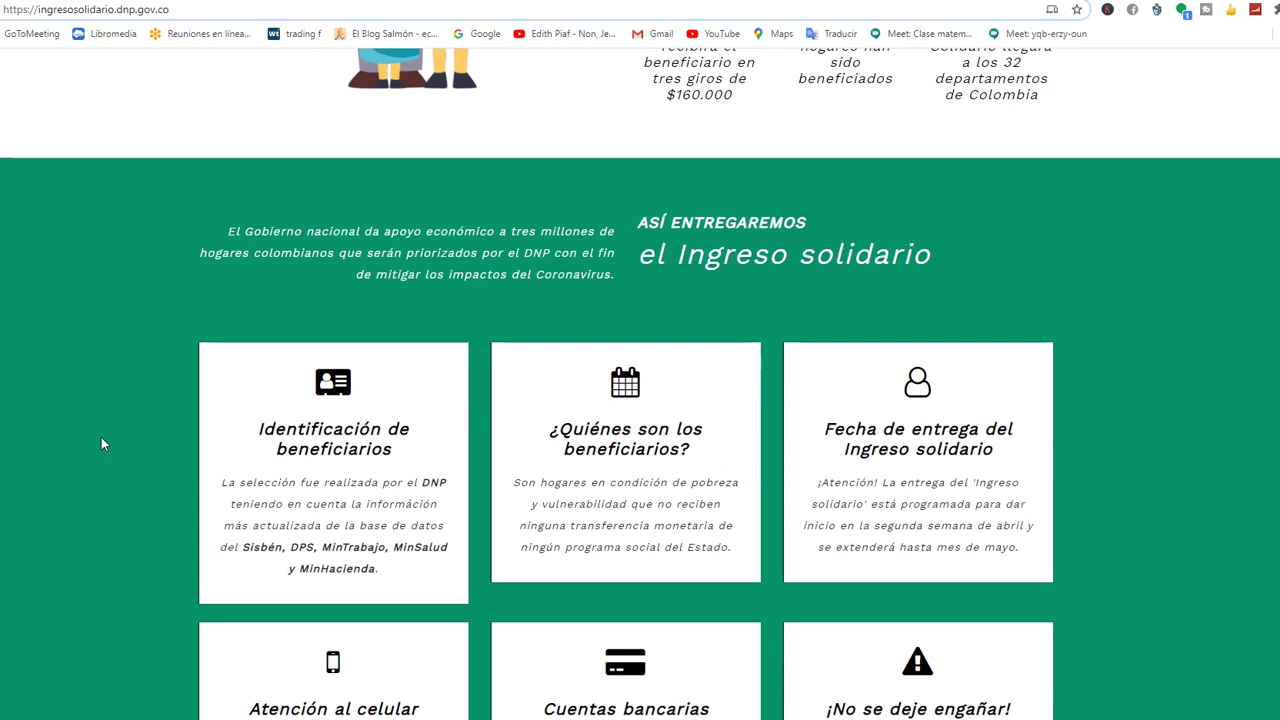 https://ingresosolidario.dnp.gov.co
GoToMeeting Libromedia Reuniones en línea... trading f El Blog Salmón - ec... Google Edith Piaf - Non, Je... Gmail YouTube Maps Traducir Meet: Clase matem... Meet: yqb-erzy-oun
recibirá el
beneficiario en
tres giros de
$160.000
hogares han
sido
beneficiados
Solidario llegará
a los 32
departamentos
de Colombia
El Gobierno nacional da apoyo económico a tres millones de
hogares colombianos que serán priorizados por el DNP con el fin
de mitigar los impactos del Coronavirus.
ASÍ ENTREGAREMOS
el Ingreso solidario
Identificación de
beneficiarios
La selección fue realizada por el DNP
teniendo en cuenta la informátión
más actualizada de la base de datos
del Sisbén, DPS, MinTrabajo, MinSalud
y MinHacienda.
¿Quiénes son los
beneficiarios?
Son hogares en condición de pobreza
y vulnerabilidad que no reciben
ninguna transferencia monetaria de
ningún programa social del Estado.
Fecha de entrega del
Ingreso solidario
¡Atención! La entrega del 'Ingreso
solidario' está programada para dar
inicio en la segunda semana de abril y
se extenderá hasta mes de mayo.
Atención al celular
Cuentas bancarias
¡No se deje engañar!